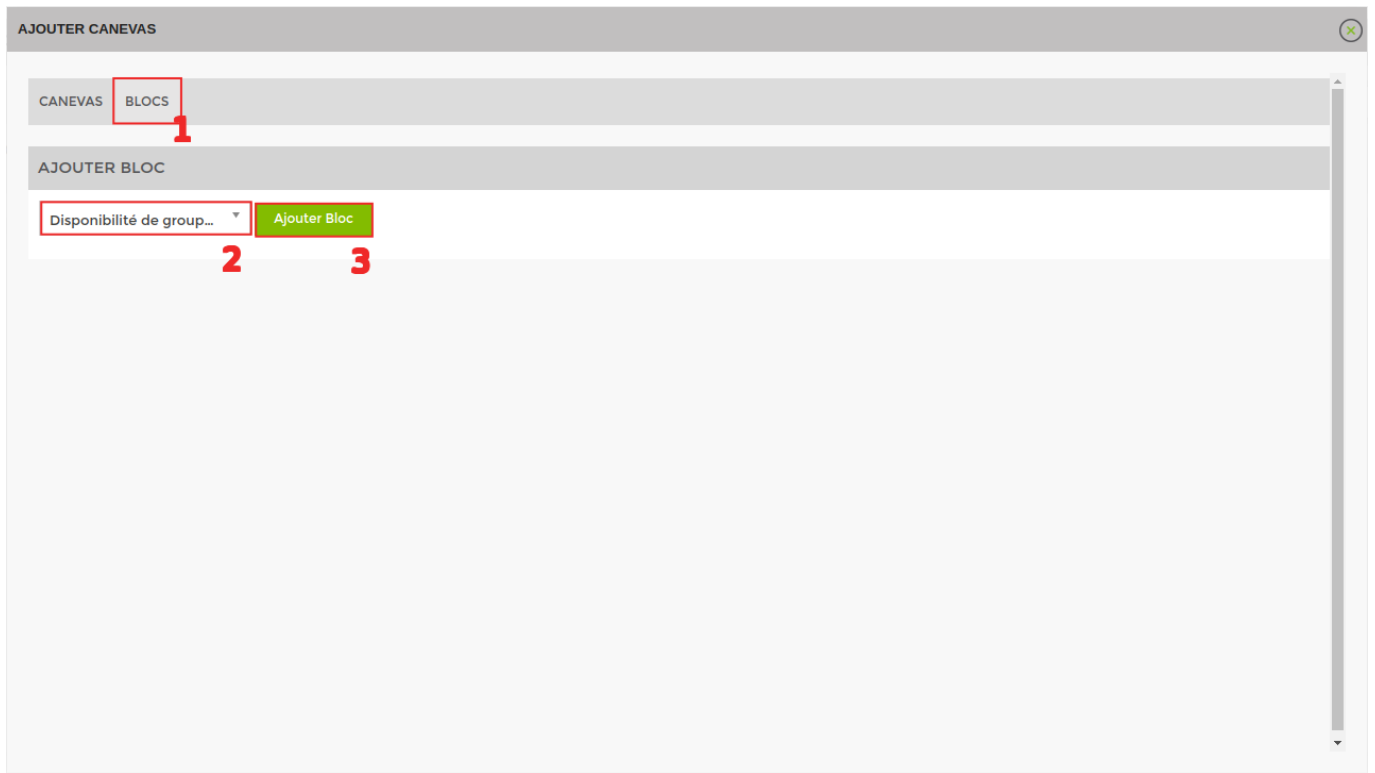 AJOUTER CANEVAS
CANEVAS BLOCS
1
AJOUTER BLOC
Disponibilité de group... Ajouter Bloc
2 3